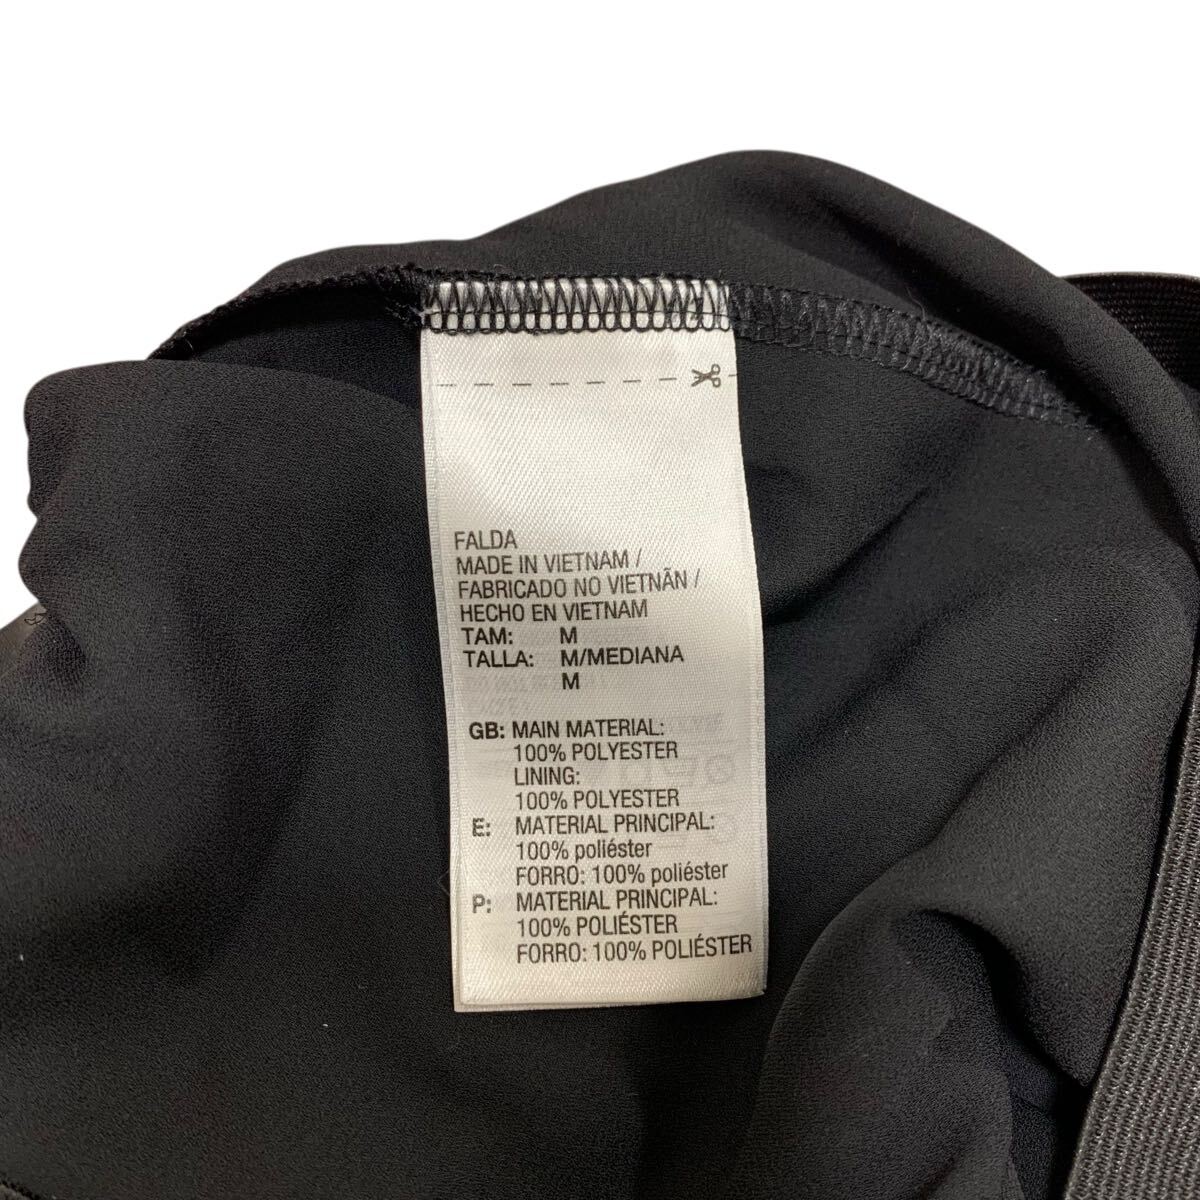 FALDA
MADE IN VIETNAM /
FABRICADO NO VIETNÃN /
HECHO EN VIETNAM
TAM: M
TALLA: M/MEDIANA
M
GB: MAIN MATERIAL:
100% POLYESTER
LINING:
100% POLYESTER
E: MATERIAL PRINCIPAL:
100% poliéster
FORRO: 100% poliéster
P: MATERIAL PRINCIPAL:
100% POLIÉSTER
FORRO: 100% POLIÉSTER